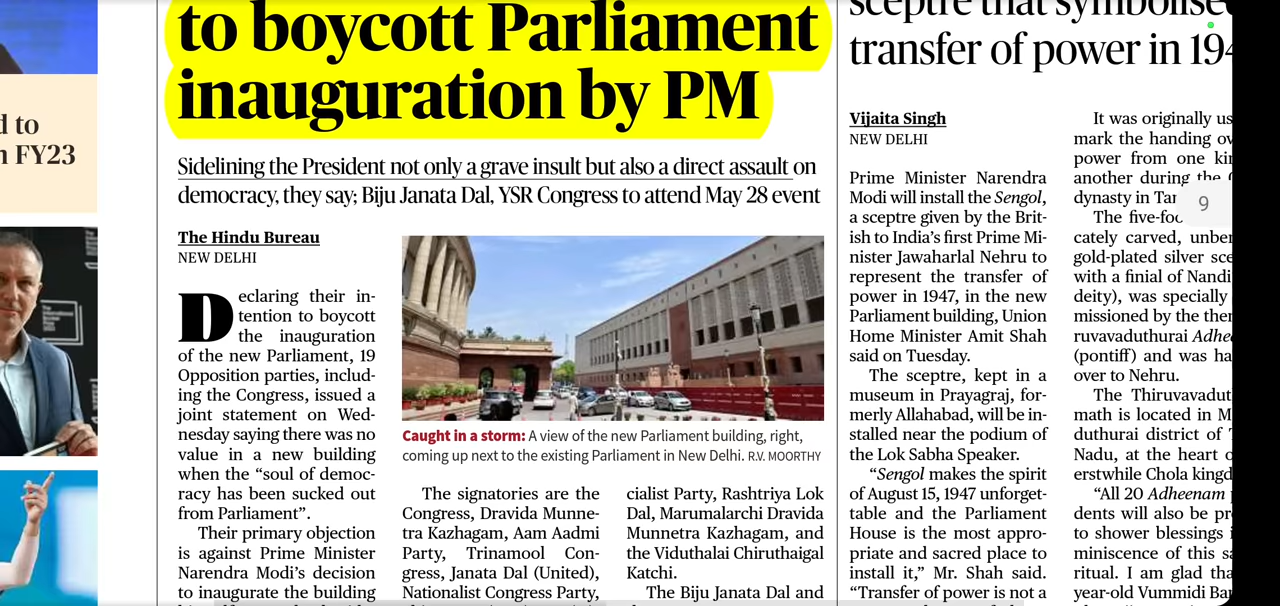 d to
n FY23
to boycott Parliament
inauguration by PM
Sidelining the President not only a grave insult but also a direct assault on
democracy, they say; Biju Janata Dal, YSR Congress to attend May 28 event
The Hindu Bureau
NEW DELHI
Declaring their in-
tention to boycott
the inauguration
of the new Parliament, 19
Opposition parties, includ-
ing the Congress, issued a
joint statement on Wed-
nesday saying there was no
value in a new building
when the “soul of democ-
racy has been sucked out
from Parliament”.
Their primary objection
is against Prime Minister
Narendra Modi’s decision
to inaugurate the building
Caught in a storm: A view of the new Parliament building, right,
coming up next to the existing Parliament in New Delhi. R.V. MOORTHY
The signatories are the
Congress, Dravida Munne-
tra Kazhagam, Aam Aadmi
Party, Trinamool Con-
gress, Janata Dal (United),
Nationalist Congress Party,
cialist Party, Rashtriya Lok
Dal, Marumalarchi Dravida
Munnetra Kazhagam, and
the Viduthalai Chiruthaigal
Katchi.
The Biju Janata Dal and
sceptre that symbolised
transfer of power in 194
Vijaita Singh
NEW DELHI
Prime Minister Narendra
Modi will install the Sengol,
a sceptre given by the Brit-
ish to India’s first Prime Mi-
nister Jawaharlal Nehru to
represent the transfer of
power in 1947, in the new
Parliament building, Union
Home Minister Amit Shah
said on Tuesday.
The sceptre, kept in a
museum in Prayagraj, for-
merly Allahabad, will be in-
stalled near the podium of
the Lok Sabha Speaker.
“Sengol makes the spirit
of August 15, 1947 unforget-
table and the Parliament
House is the most appro-
priate and sacred place to
install it,” Mr. Shah said.
“Transfer of power is not a
It was originally us
mark the handing ov
power from one kin
another during the
dynasty in Tam
The five-foo
cately carved, unben
gold-plated silver sce
with a finial of Nandi
deity), was specially
missioned by the then
ruvavaduthurai Adhee
(pontiff) and was ha
over to Nehru.
The Thiruvavadut
math is located in M
duthurai district of T
Nadu, at the heart o
erstwhile Chola kingd
“All 20 Adheenam p
dents will also be pre
to shower blessings i
miniscence of this sa
ritual. I am glad tha
year-old Vummidi Ban
9